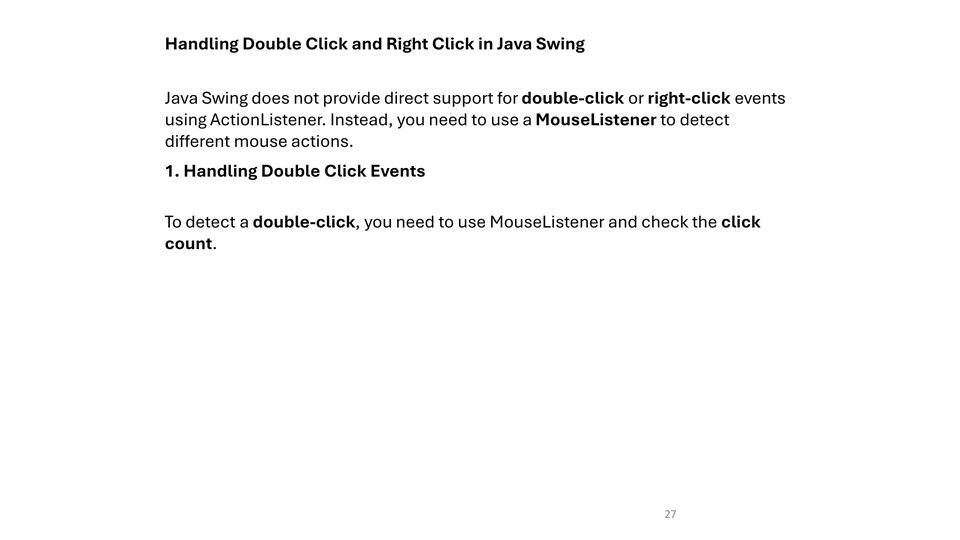 Handling Double Click and Right Click in Java Swing
Java Swing does not provide direct support for double-click or right-click events
using ActionListener. Instead, you need to use a MouseListener to detect
different mouse actions.
1. Handling Double Click Events
To detect a double-click, you need to use MouseListener and check the click
count.
27